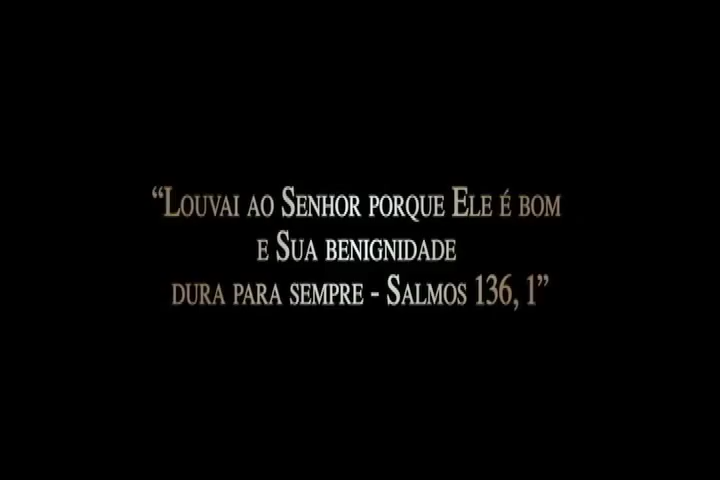 “Louvai ao Senhor porque Ele é bom
e Sua benignidade
dura para sempre - Salmos 136, 1”